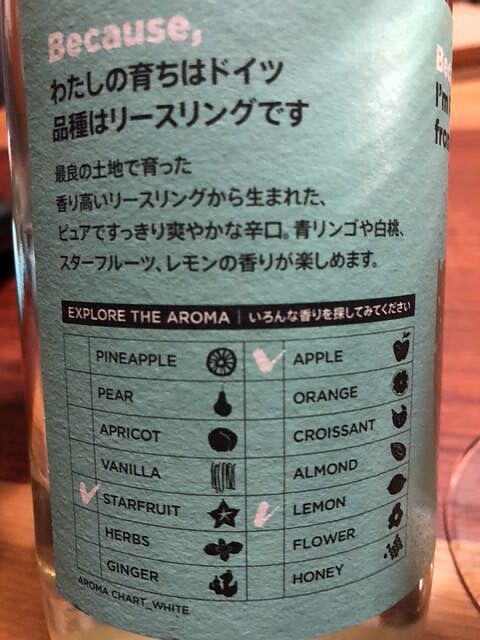 Because,
わたしの育ちはドイツ
品種はリースリングです
最良の土地で育った
香り高いリースリングから生まれた、
ピュアですっきり爽やかな辛口。青リンゴや白桃、
スターフルーツ、レモンの香りが楽しめます。
EXPLORE THE AROMA | いろんな香りを探してみてください
PINEAPPLE APPLE
PEAR ORANGE
APRICOT CROISSANT
VANILLA ALMOND
STARFRUIT LEMON
HERBS FLOWER
GINGER HONEY
AROMA CHART_WHITE